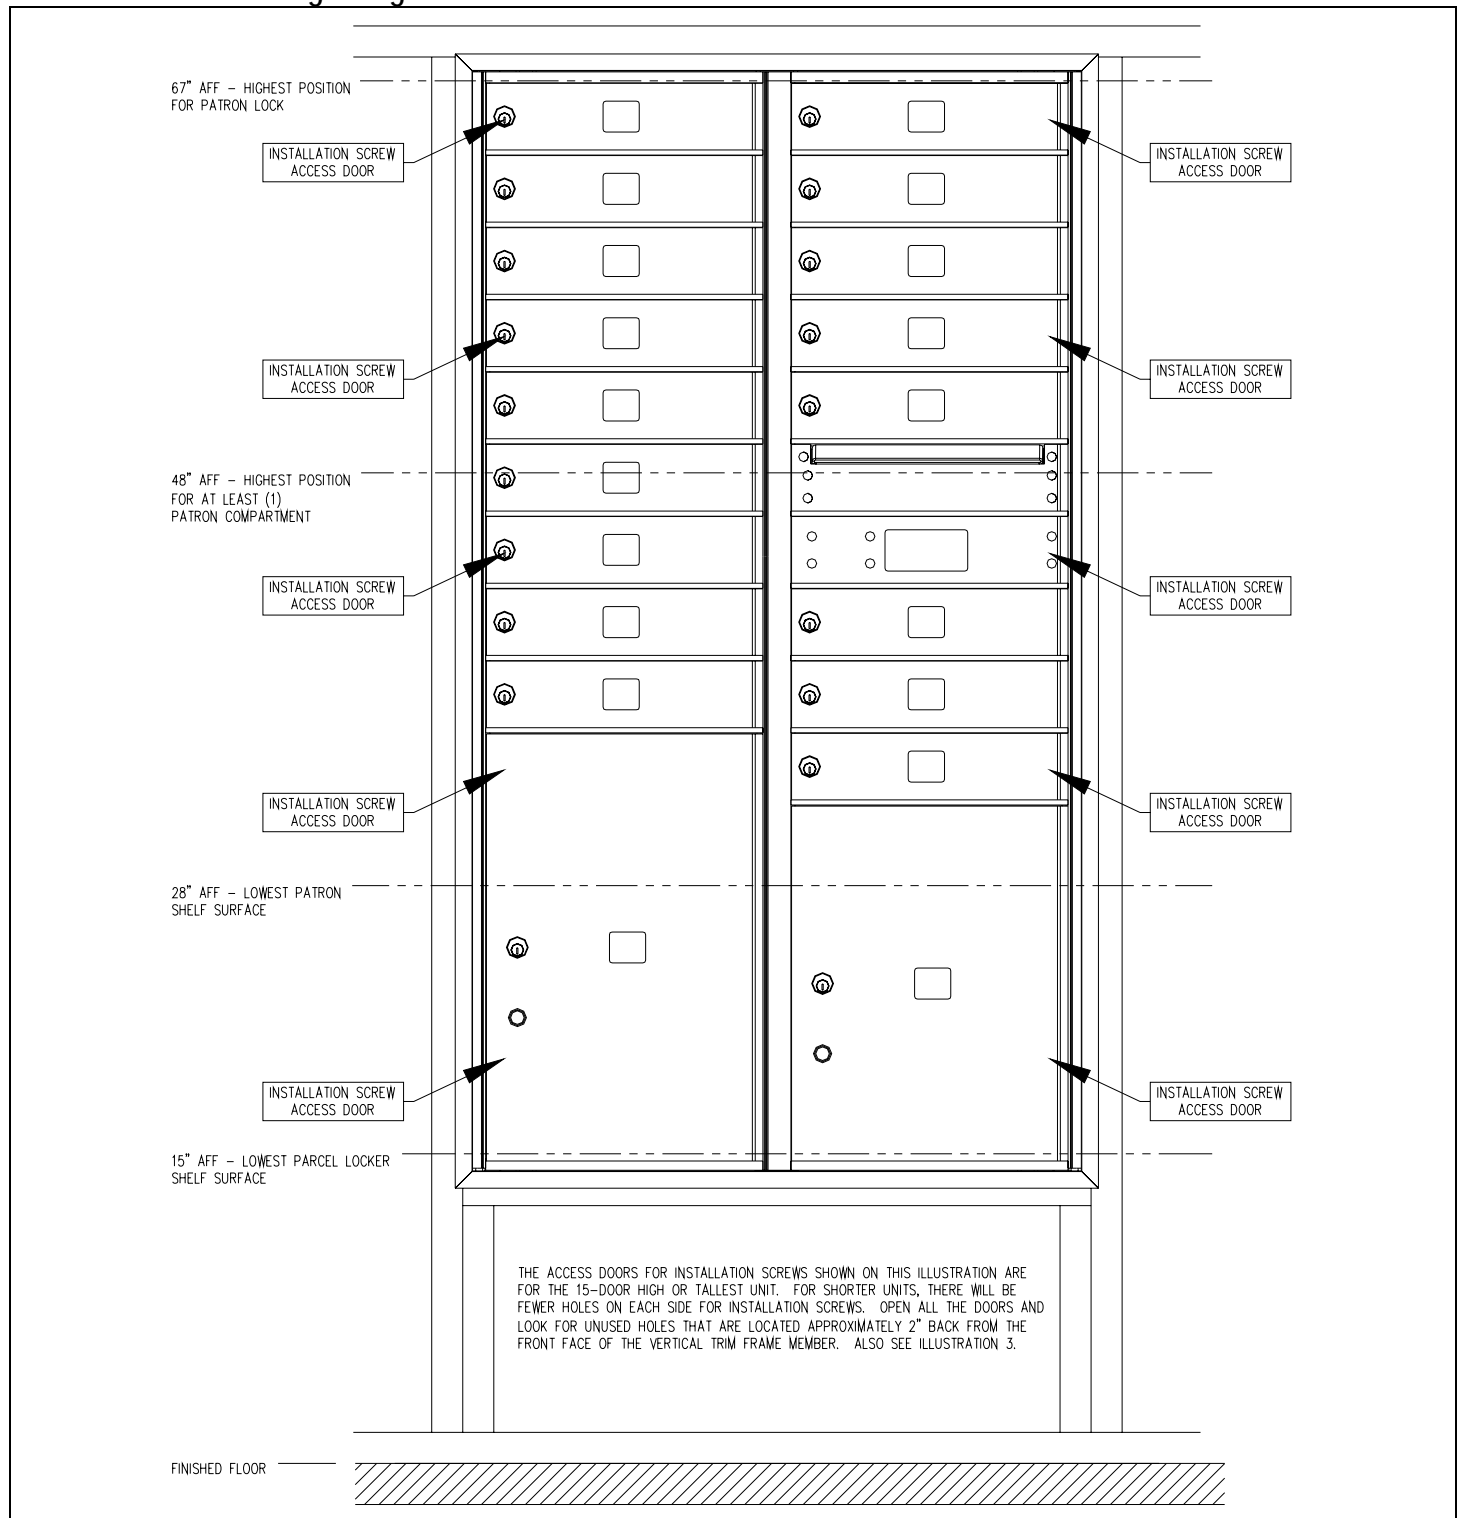 67" AFF – HIGHEST POSITION
FOR PATRON LOCK
INSTALLATION SCREW
ACCESS DOOR
INSTALLATION SCREW
ACCESS DOOR
INSTALLATION SCREW
ACCESS DOOR
INSTALLATION SCREW
ACCESS DOOR
48" AFF – HIGHEST POSITION
FOR AT LEAST (1)
PATRON COMPARTMENT
INSTALLATION SCREW
ACCESS DOOR
INSTALLATION SCREW
ACCESS DOOR
INSTALLATION SCREW
ACCESS DOOR
INSTALLATION SCREW
ACCESS DOOR
28" AFF – LOWEST PATRON
SHELF SURFACE
INSTALLATION SCREW
ACCESS DOOR
INSTALLATION SCREW
ACCESS DOOR
15" AFF – LOWEST PARCEL LOCKER
SHELF SURFACE
THE ACCESS DOORS FOR INSTALLATION SCREWS SHOWN ON THIS ILLUSTRATION ARE
FOR THE 15–DOOR HIGH OR TALLEST UNIT. FOR SHORTER UNITS, THERE WILL BE
FEWER HOLES ON EACH SIDE FOR INSTALLATION SCREWS. OPEN ALL THE DOORS AND
LOOK FOR UNUSED HOLES THAT ARE LOCATED APPROXIMATELY 2" BACK FROM THE
FRONT FACE OF THE VERTICAL TRIM FRAME MEMBER. ALSO SEE ILLUSTRATION 3.
FINISHED FLOOR